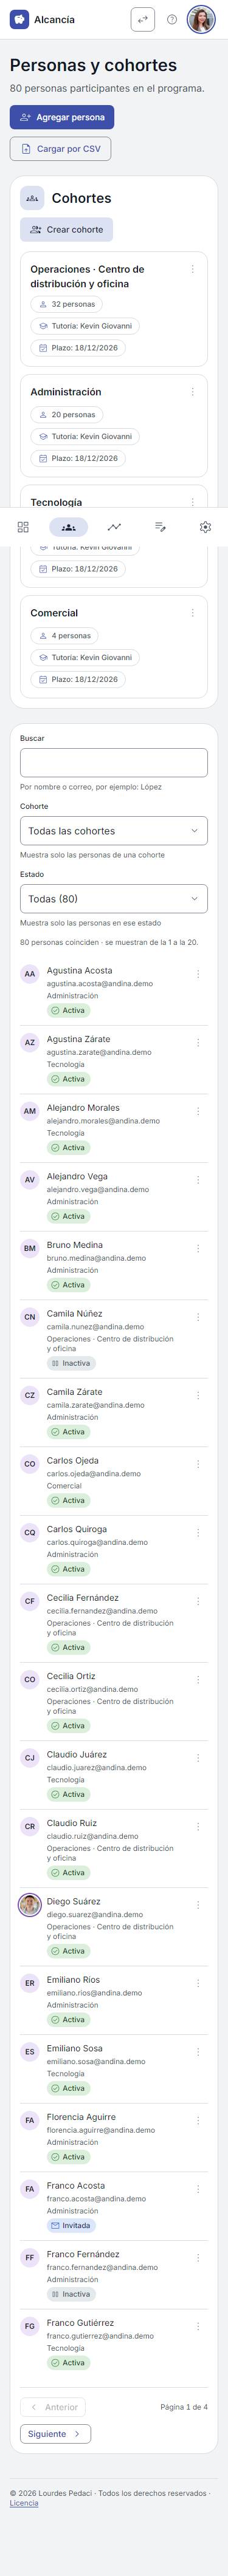 Alcancía
Personas y cohortes
80 personas participantes en el programa.
Agregar persona
Cargar por CSV
Cohortes
Crear cohorte
Operaciones · Centro de
distribución y oficina
32 personas
Tutoría: Kevin Giovanni
Plazo: 18/12/2026
Administración
20 personas
Tutoría: Kevin Giovanni
Plazo: 18/12/2026
Tecnología
Tutoría: Kevin Giovanni
Plazo: 18/12/2026
Comercial
4 personas
Tutoría: Kevin Giovanni
Plazo: 18/12/2026
Buscar
Por nombre o correo, por ejemplo: López
Cohorte
Todas las cohortes
Muestra solo las personas de una cohorte
Estado
Todas (80)
Muestra solo las personas en ese estado
80 personas coinciden · se muestran de la 1 a la 20.
AA
Agustina Acosta
agustina.acosta@andina.demo
Administración
Activa
AZ
Agustina Zárate
agustina.zarate@andina.demo
Tecnología
Activa
AM
Alejandro Morales
alejandro.morales@andina.demo
Tecnología
Activa
AV
Alejandro Vega
alejandro.vega@andina.demo
Administración
Activa
BM
Bruno Medina
bruno.medina@andina.demo
Administración
Activa
CN
Camila Núñez
camila.nunez@andina.demo
Operaciones · Centro de distribución
y oficina
Inactiva
CZ
Camila Zárate
camila.zarate@andina.demo
Administración
Activa
CO
Carlos Ojeda
carlos.ojeda@andina.demo
Comercial
Activa
CQ
Carlos Quiroga
carlos.quiroga@andina.demo
Administración
Activa
CF
Cecilia Fernández
cecilia.fernandez@andina.demo
Operaciones · Centro de distribución
y oficina
Activa
CO
Cecilia Ortiz
cecilia.ortiz@andina.demo
Operaciones · Centro de distribución
y oficina
Activa
CJ
Claudio Juárez
claudio.juarez@andina.demo
Tecnología
Activa
CR
Claudio Ruiz
claudio.ruiz@andina.demo
Operaciones · Centro de distribución
y oficina
Activa
Diego Suárez
diego.suarez@andina.demo
Operaciones · Centro de distribución
y oficina
Activa
ER
Emiliano Ríos
emiliano.rios@andina.demo
Administración
Activa
ES
Emiliano Sosa
emiliano.sosa@andina.demo
Tecnología
Activa
FA
Florencia Aguirre
florencia.aguirre@andina.demo
Administración
Activa
FA
Franco Acosta
franco.acosta@andina.demo
Administración
Invitada
FF
Franco Fernández
franco.fernandez@andina.demo
Administración
Inactiva
FG
Franco Gutiérrez
franco.gutierrez@andina.demo
Tecnología
Activa
Anterior
Página 1 de 4
Siguiente
© 2026 Lourdes Pedaci · Todos los derechos reservados ·
Licencia